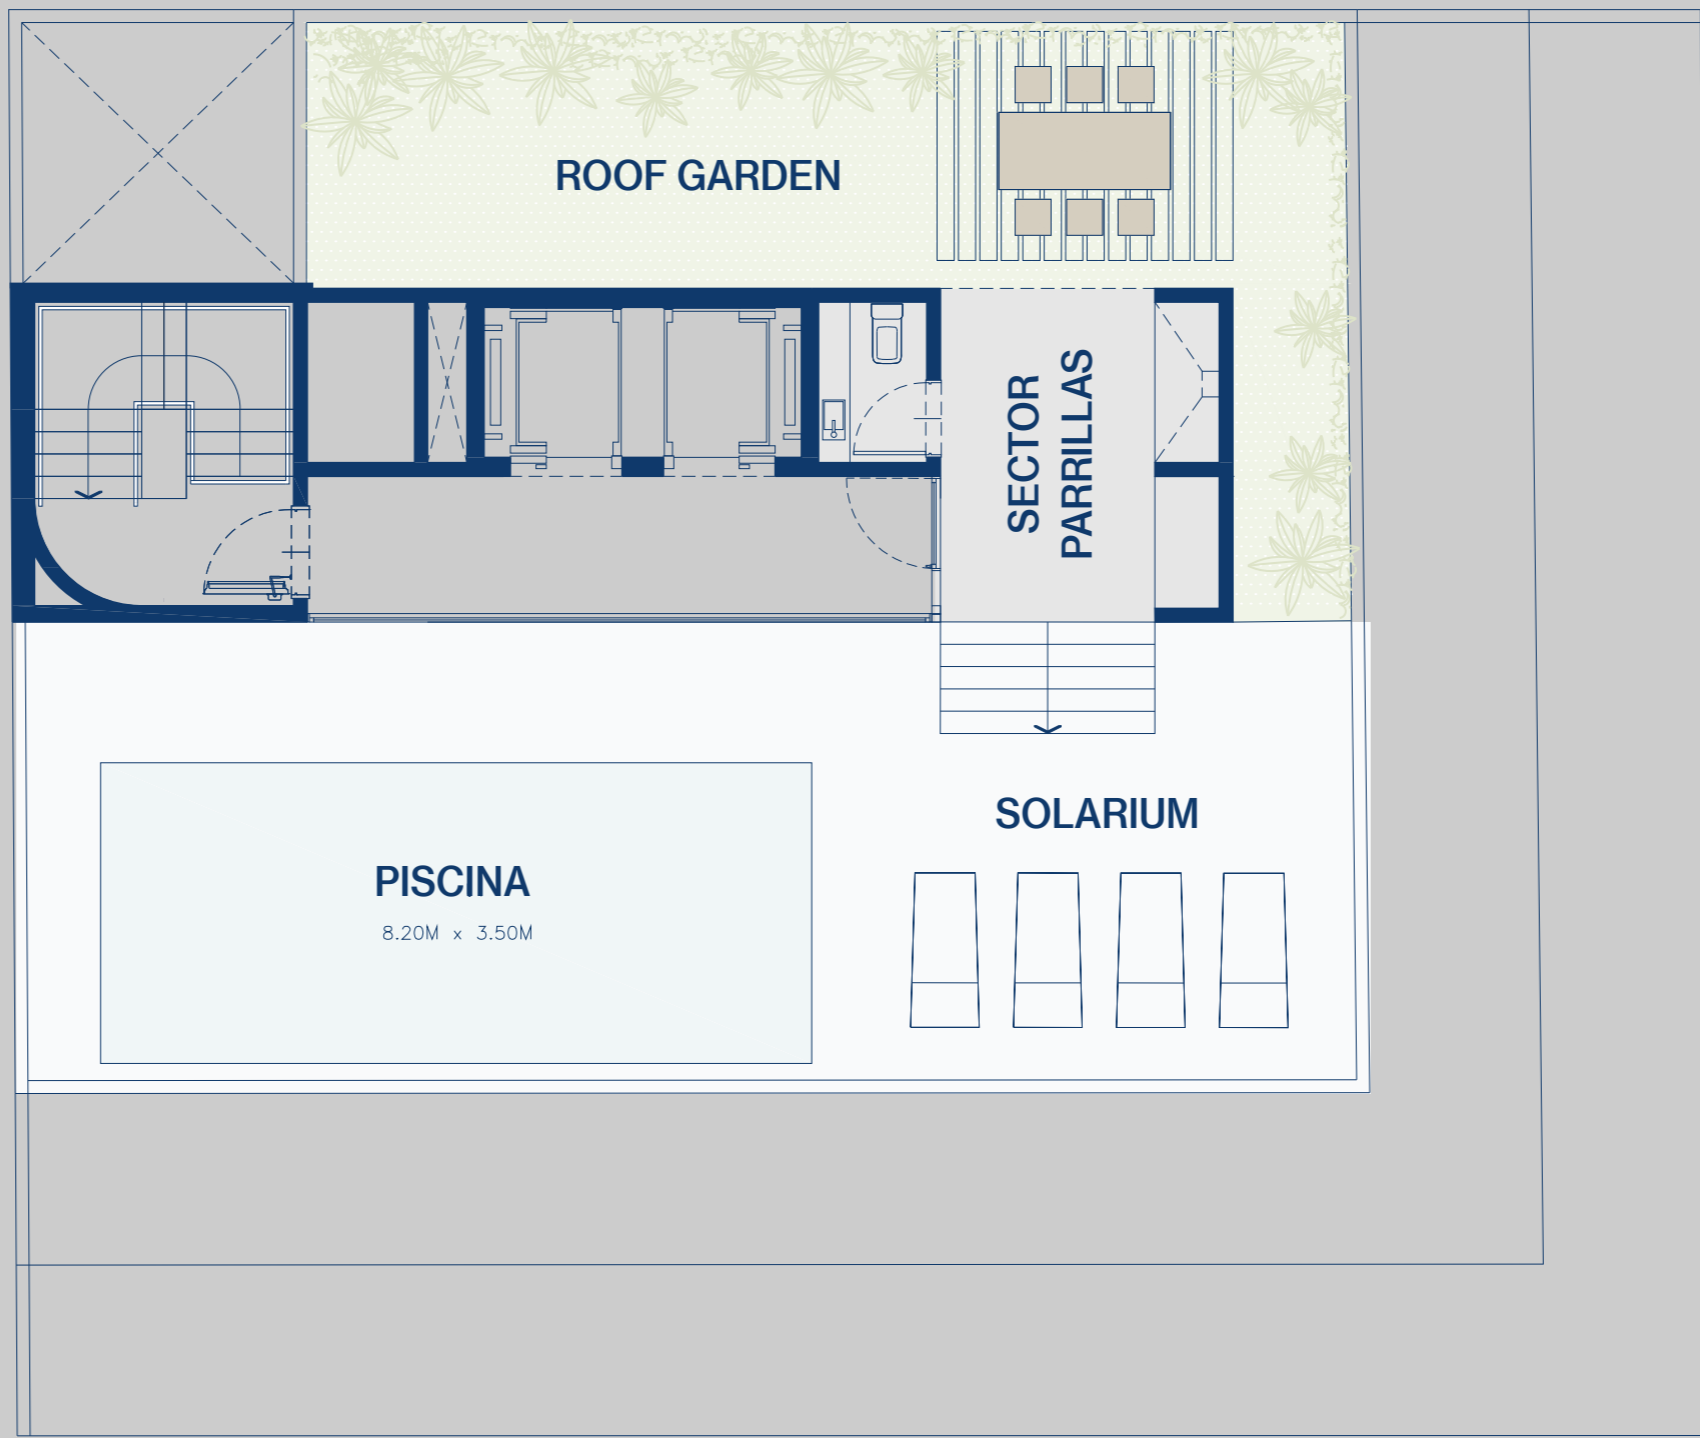 ROOF GARDEN
SECTOR
PARRILLAS
SOLARIUM
PISCINA
8.20M x 3.50M